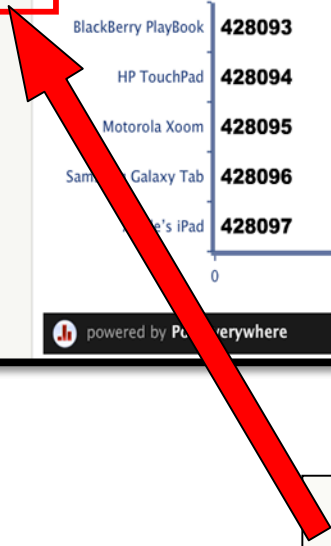 BlackBerry PlayBook 428093
HP TouchPad 428094
Motorola Xoom 428095
Galaxy Tab 428096
iPad 428097
0
powered by